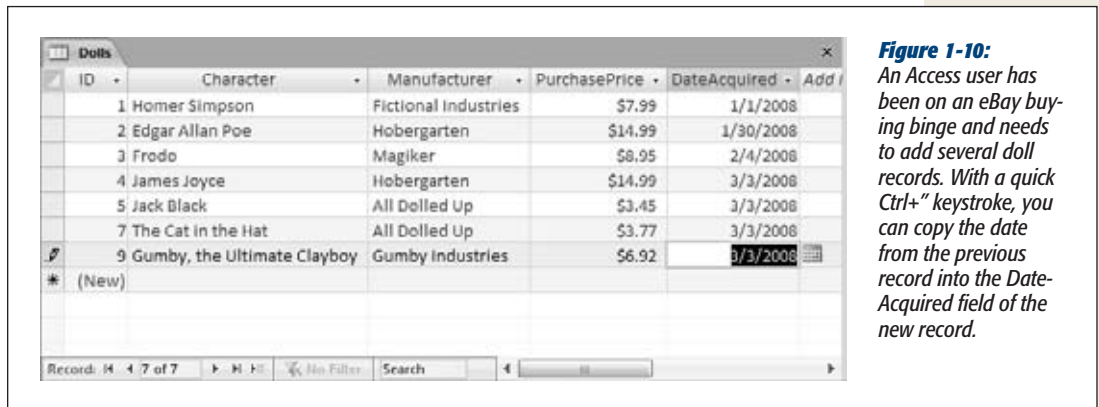 Dolls
ID Character Manufacturer PurchasePrice DateAcquired Add
1 Homer Simpson Fictional Industries $7.99 1/1/2008
2 Edgar Allan Poe Hobergarten $14.99 1/30/2008
3 Frodo Magiker $8.95 2/4/2008
4 James Joyce Hobergarten $14.99 3/3/2008
5 Jack Black All Dolled Up $3.45 3/3/2008
7 The Cat in the Hat All Dolled Up $3.77 3/3/2008
9 Gumby, the Ultimate Clayboy Gumby Industries $6.92 3/3/2008
(New)
Record: 7 of 7 No Filter Search
Figure 1-10:
An Access user has
been on an eBay buy-
ing binge and needs
to add several doll
records. With a quick
Ctrl+” keystroke, you
can copy the date
from the previous
record into the Date-
Acquired field of the
new record.